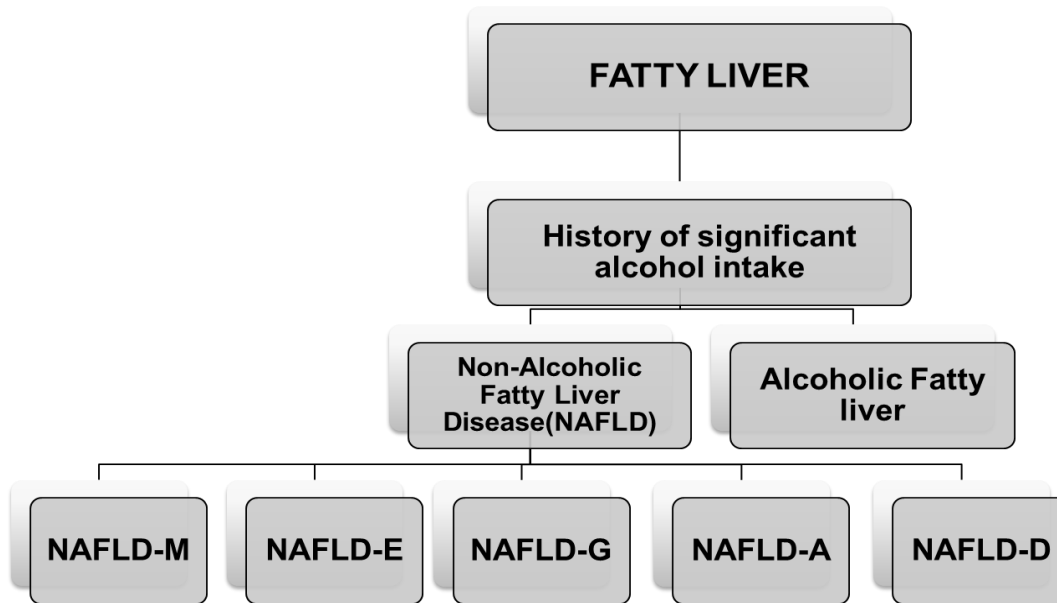 FATTY LIVER
History of significant
alcohol intake
Non-Alcoholic
Fatty Liver
Disease(NAFLD)
Alcoholic Fatty
liver
NAFLD-M
NAFLD-E
NAFLD-G
NAFLD-A
NAFLD-D